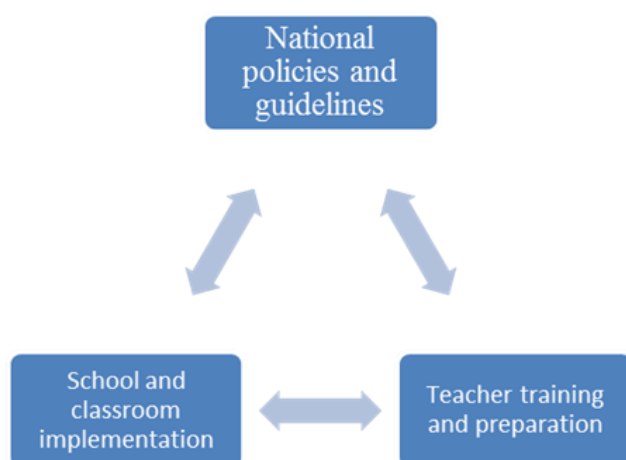 National
policies and
guidelines
School and
classroom
implementation
Teacher training
and preparation